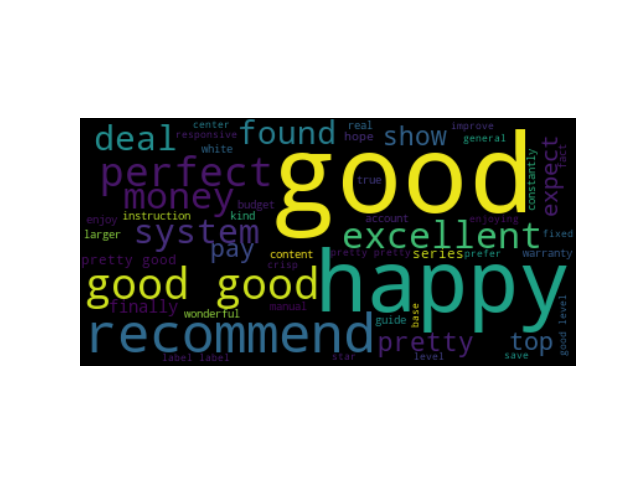 center real improve
deal responsive found hope show general
white
good
perfect true constantly expect fact
money budget
enjoy instruction kind account enjoying
larger system excellent fixed
pay content pretty pretty series prefer warranty
pretty good crisp
good good happy
finally manual
wonderful guide base good level
recommend pretty top
label label star level save